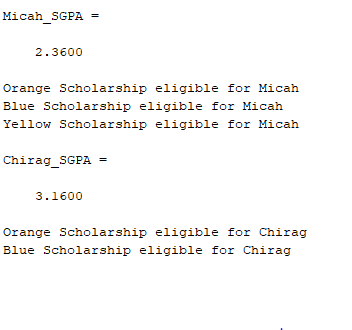 Micah_SGPA =
2.3600
Orange Scholarship eligible for Micah
Blue Scholarship eligible for Micah
Yellow Scholarship eligible for Micah
Chirag_SGPA =
3.1600
Orange Scholarship eligible for Chirag
Blue Scholarship eligible for Chirag